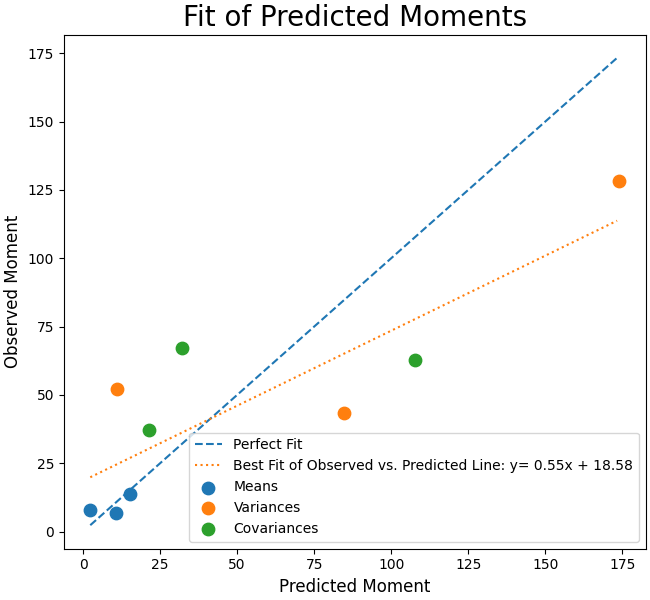 Fit of Predicted Moments
Observed Moment
175
150
125
100
75
50
25
0
Perfect Fit
Best Fit of Observed vs. Predicted Line: y= 0.55x + 18.58
Means
Variances
Covariances
0 25 50 75 100 125 150 175
Predicted Moment